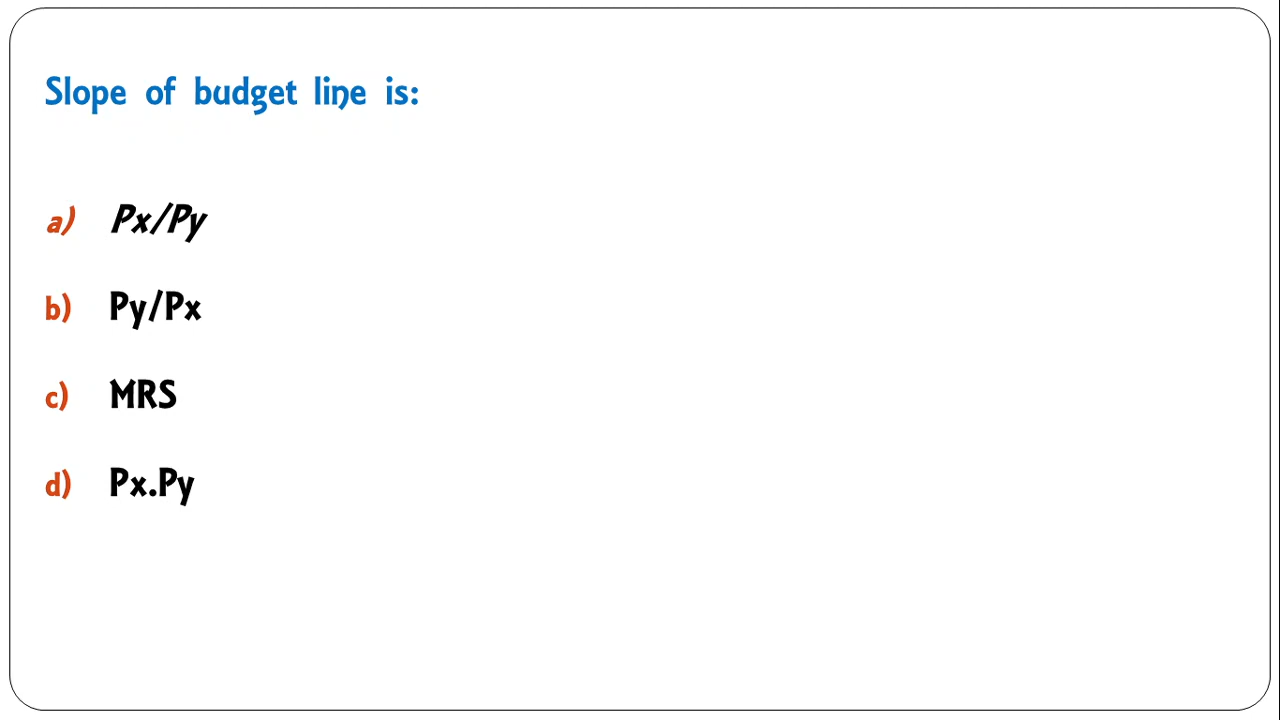 Slope of budget line is:
a) Px/Py
b) Py/Px
c) MRS
d) Px.Py